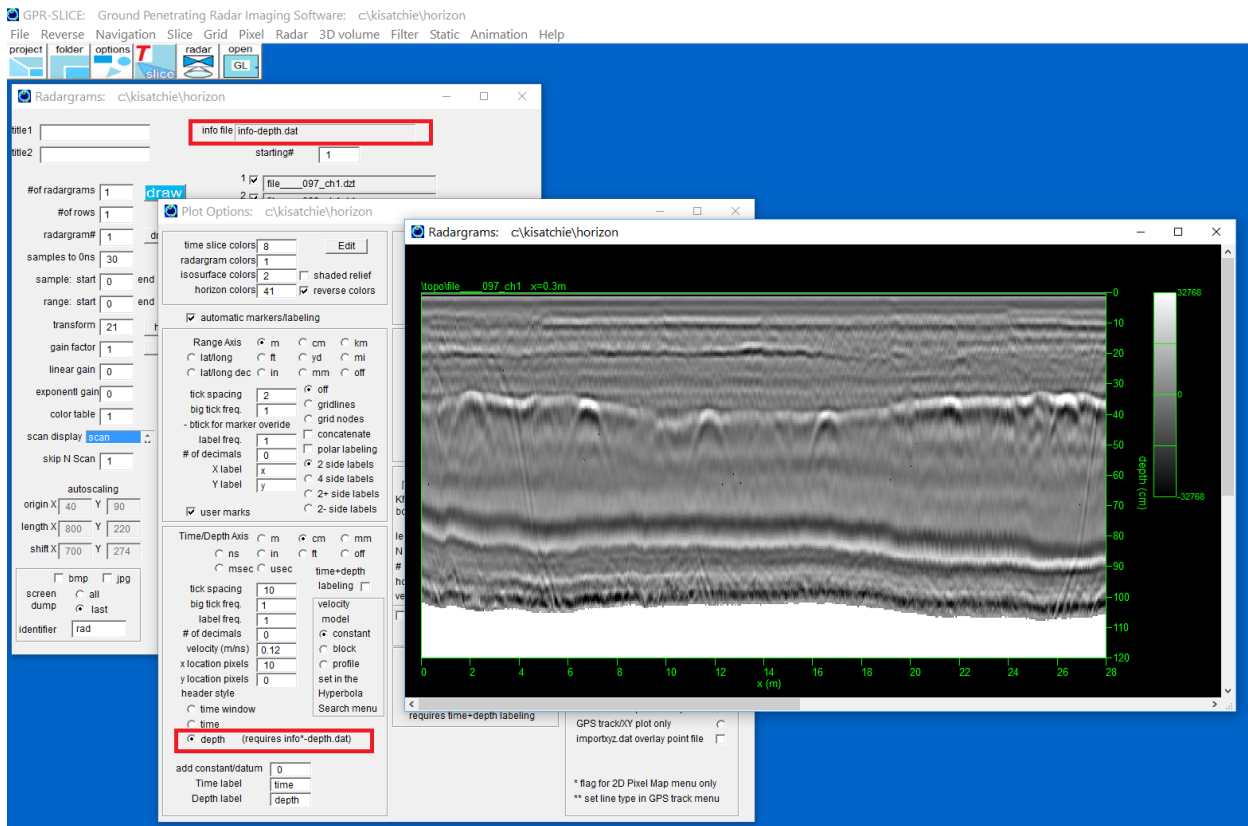 GPR-SLICE: Ground Penetrating Radar Imaging Software: c\kisatchie\horizon
File Reverse Navigation Slice Grid Pixel Radar 3D volume Filter Static Animation Help
project folder options T slice radar open GL
Radargrams: c:\kisatchie\horizon
title1
info file info-depth.dat
title2
starting# 1
1 file____097_ch1.dzt
2
#of radargrams 1 draw
#of rows 1
radargram# 1
samples to 0ns 30
sample: start 0 end
range: start 0 end
transform 21
gain factor 1
linear gain 0
exponentl gain 0
color table 1
scan display scan
skip N Scan 1
autoscaling
origin X 40 Y 90
length X 800 Y 220
shift X 700 Y 274
bmp jpg
screen dump all last
identifier rad
Plot Options: c:\kisatchie\horizon
time slice colors 8 Edit
radargram colors 1
isosurface colors 2 shaded relief
horizon colors 41 reverse colors
automatic markers/labeling
Range Axis m cm km
lat/long ft yd mi
lat/long dec in mm off
tick spacing 2 off
big tick freq. 1 gridlines
- btick for marker overide grid nodes
label freq. 1 concatenate
# of decimals 0 polar labeling
X label x 2 side labels
Y label y 4 side labels
2+ side labels
user marks 2- side labels
Time/Depth Axis m cm mm
ns in ft off
msec usec time+depth
labeling
tick spacing 10
big tick freq. 1 velocity
label freq. 1 model
# of decimals 0 constant
velocity (m/ns) 0.12 block
x location pixels 10 profile
y location pixels 0 set in the
header style Hyperbola
time window Search menu
time
depth (requires info*-depth.dat)
add constant/datum 0
Time label time
Depth label depth
requires time+depth labeling
GPS track/XY plot only
importxyz.dat overlay point file
* flag for 2D Pixel Map menu only
** set line type in GPS track menu
Radargrams: c:\kisatchie\horizon
\topo\file____097_ch1 x=0.3m
0
10
20
30
40
50
60
70
80
90
100
110
120
depth (cm)
32768
0
-32768
0 2 4 6 8 10 12 14 16 18 20 22 24 26 28
x (m)